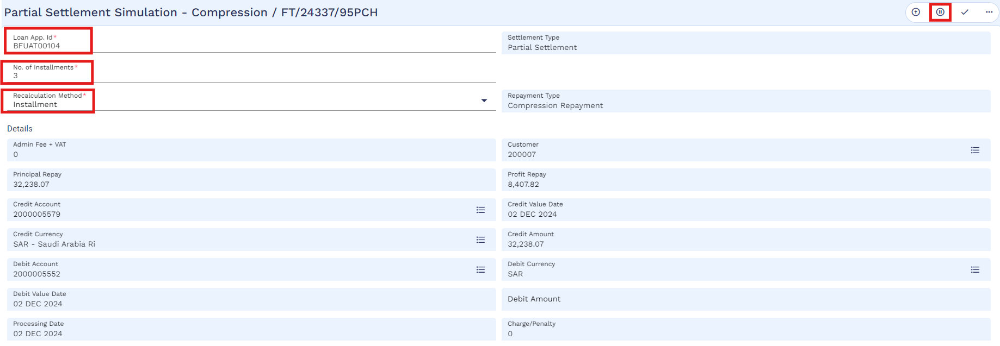 Partial Settlement Simulation - Compression / FT/24337/95PCH
Loan App. Id*
BFUAT00104
Settlement Type
Partial Settlement
No. of Installments*
3
Recalculation Method*
Installment
Repayment Type
Compression Repayment
Details
Admin Fee + VAT
0
Customer
200007
Principal Repay
32,238.07
Profit Repay
8,407.82
Credit Account
2000005579
Credit Value Date
02 DEC 2024
Credit Currency
SAR - Saudi Arabia Ri
Credit Amount
32,238.07
Debit Account
2000005552
Debit Currency
SAR
Debit Value Date
02 DEC 2024
Debit Amount
Processing Date
02 DEC 2024
Charge/Penalty
0